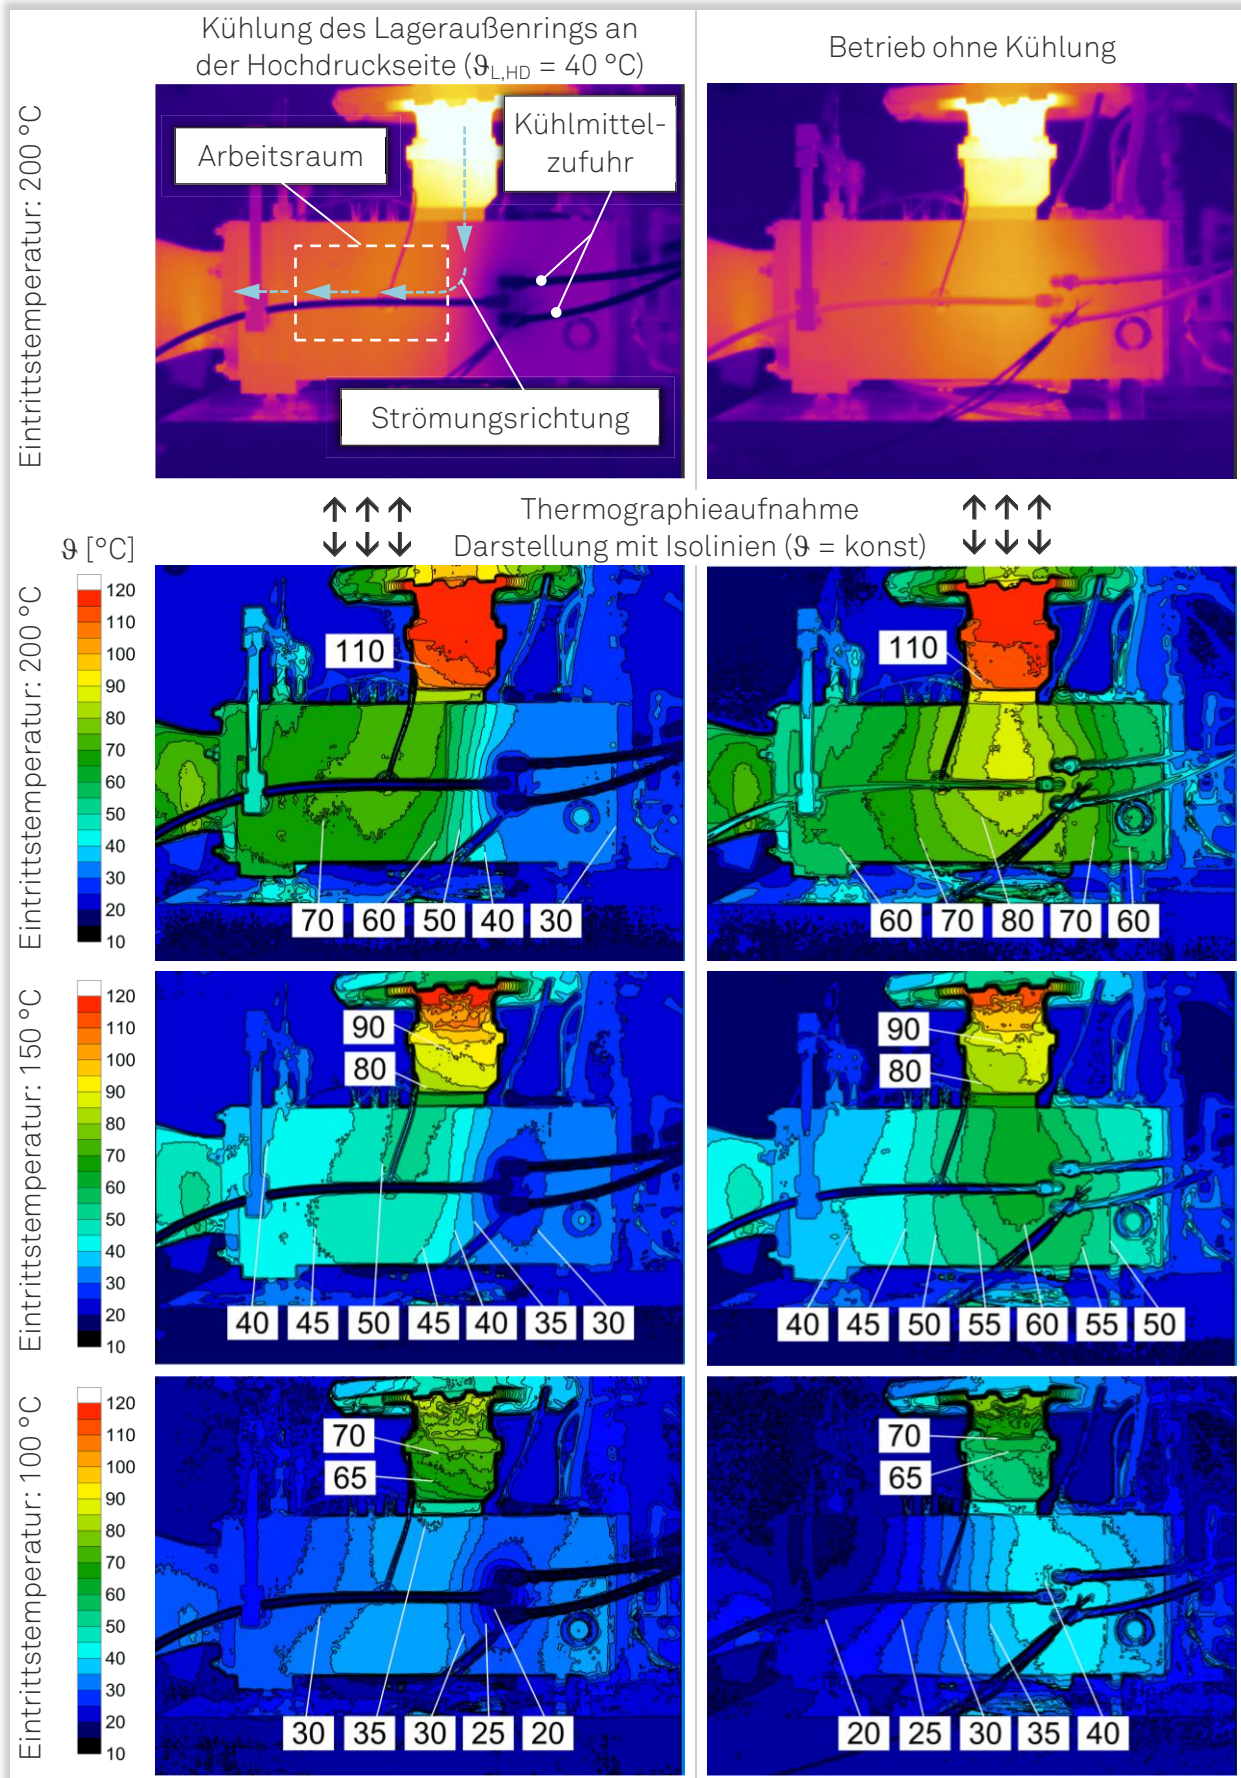 Kühlung des Lageraußenrings an
der Hochdruckseite (ϑL,HD = 40 °C)
Betrieb ohne Kühlung
Eintrittstemperatur: 200 °C
Arbeitsraum
Kühlmittel-
zufuhr
Strömungsrichtung
Thermographieaufnahme
Darstellung mit Isolinien (ϑ = konst)
ϑ [°C]
Eintrittstemperatur: 200 °C
120
110
100
90
80
70
60
50
40
30
20
10
110
70 60 50 40 30
110
60 70 80 70 60
Eintrittstemperatur: 150 °C
120
110
100
90
80
70
60
50
40
30
20
10
90
80
40 45 50 45 40 35 30
90
80
40 45 50 55 60 55 50
Eintrittstemperatur: 100 °C
120
110
100
90
80
70
60
50
40
30
20
10
70
65
30 35 30 25 20
70
65
20 25 30 35 40